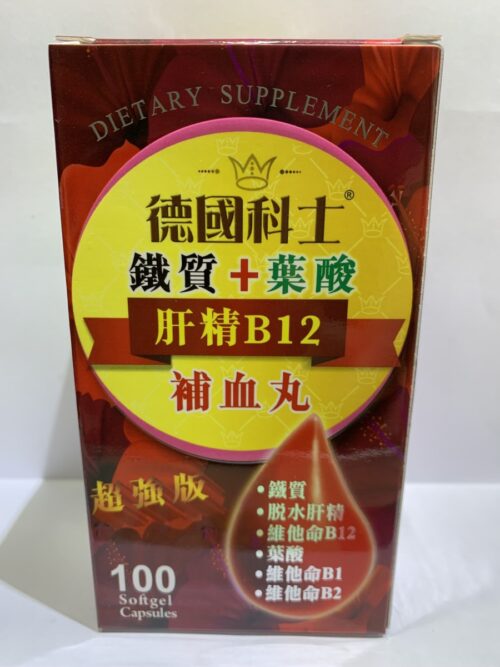 DIETARY SUPPLEMENT
德國科士®
鐵質+葉酸
肝精B12
補血丸
超強版
•鐵質
•脫水肝精
•維他命B12
•葉酸
•維他命B1
•維他命B2
100
Softgel
Capsules